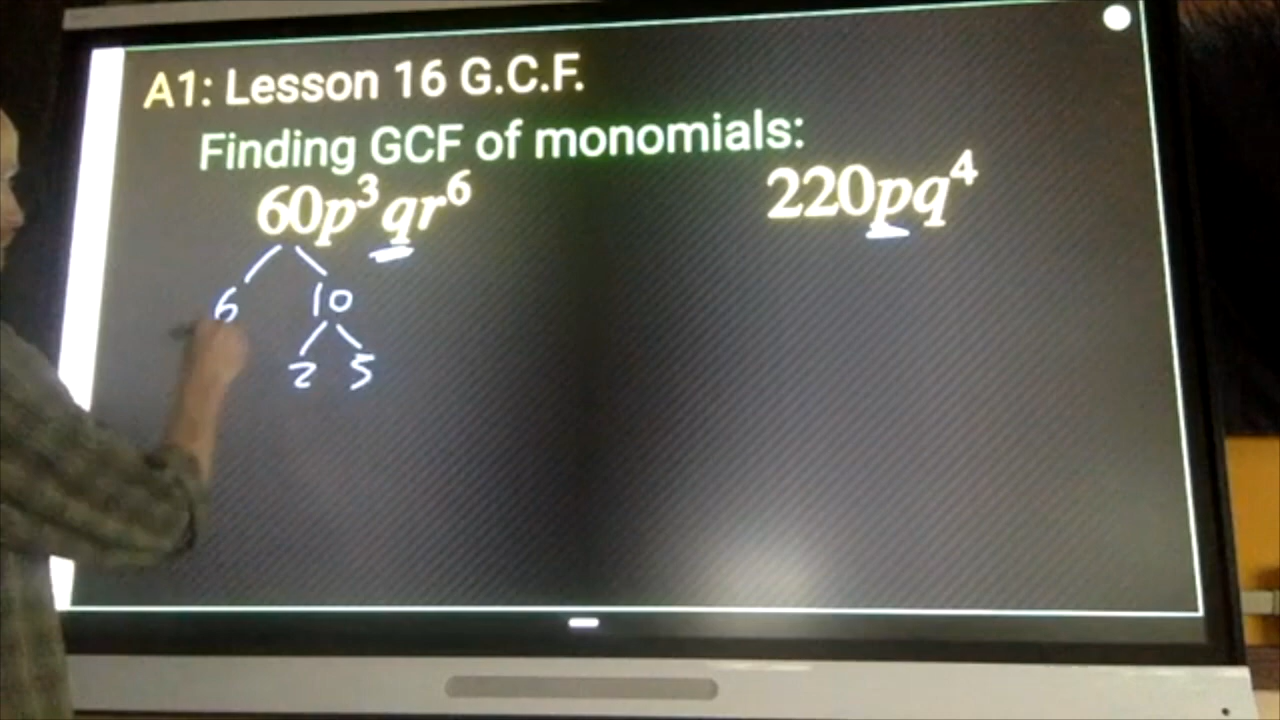 A1: Lesson 16 G.C.F.
Finding GCF of monomials:
60p³qr⁶ 220pq⁴
6 10
2 5